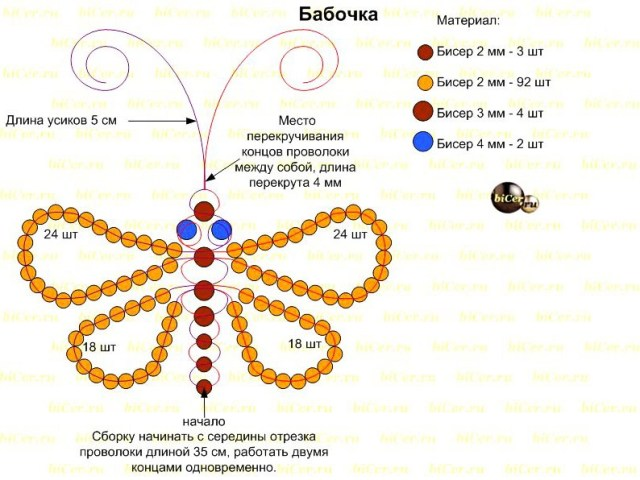 Бабочка
Материал:
Бисер 2 мм - 3 шт
Бисер 2 мм - 92 шт
Бисер 3 мм - 4 шт
Бисер 4 мм - 2 шт
Длина усиков 5 см
Место
перекручивания
концов проволоки
между собой, длина
перекрута 4 мм
biCer.ru
24 шт
24 шт
18 шт
18 шт
начало
Сборку начинать с середины отрезка
проволоки длиной 35 см, работать двумя
концами одновременно.